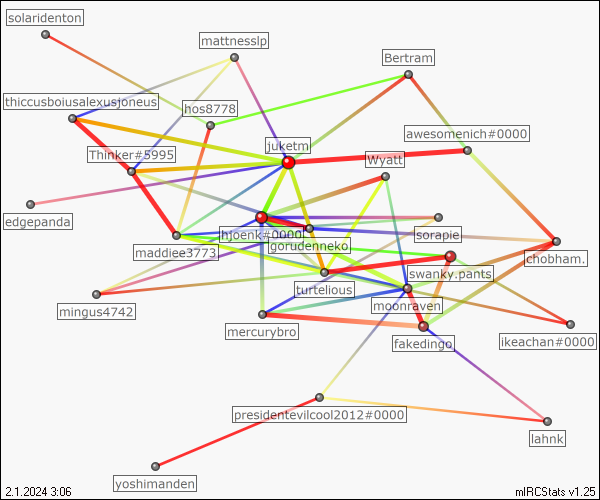 solaridenton
mattnesslp
Bertram
thiccusboiusalexusjoneus
hos8778
awesomenich#0000
juketm
Thinker#5995
Wyatt
edgepanda
hjoenk#0000
sorapie
gorudenneko
maddiee3773
chobham.
swanky.pants
turtelious
moonraven
mingus4742
mercurybro
fakedingo
ikeachan#0000
presidentevilcool2012#0000
lahnk
yoshimanden
2.1.2024 3:06
mIRCStats v1.25